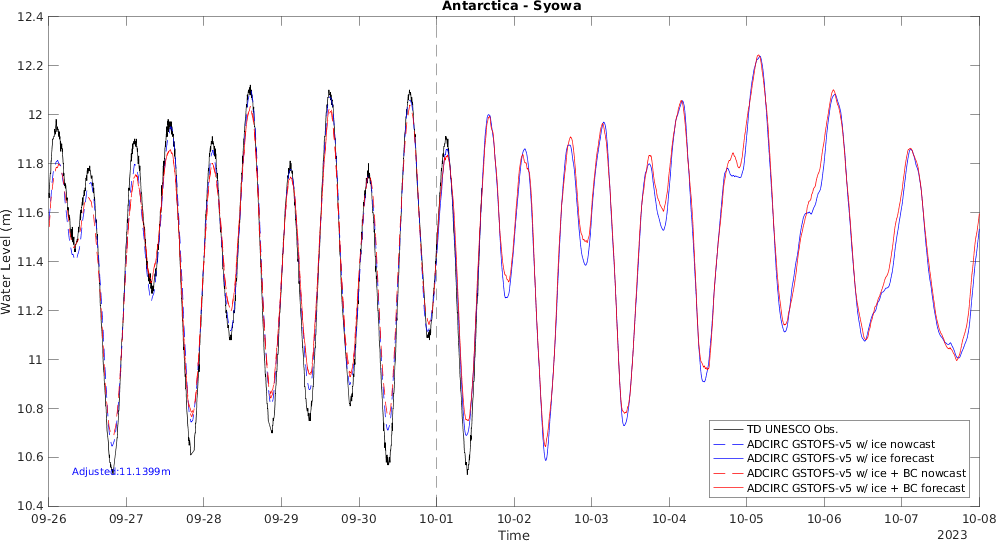 Antarctica - Syowa
12.4
12.2
12
11.8
11.6
11.4
11.2
11
10.8
10.6
10.4
Water Level (m)
Adjusted:11.1399m
TD UNESCO Obs.
ADCIRC GSTOFS-v5 w/ ice nowcast
ADCIRC GSTOFS-v5 w/ ice forecast
ADCIRC GSTOFS-v5 w/ ice + BC nowcast
ADCIRC GSTOFS-v5 w/ ice + BC forecast
09-26 09-27 09-28 09-29 09-30 10-01 10-02 10-03 10-04 10-05 10-06 10-07 10-08
Time
2023